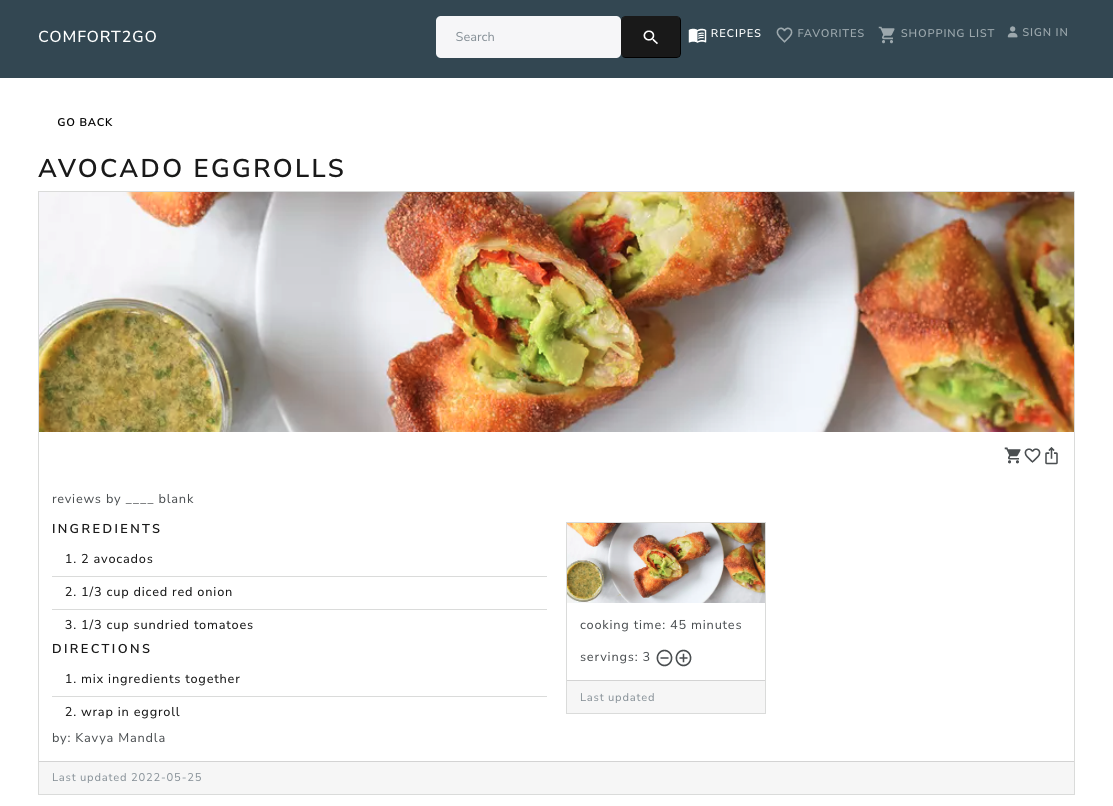 COMFORT2GO
Search
RECIPES
FAVORITES
SHOPPING LIST
SIGN IN
GO BACK
AVOCADO EGGROLLS
reviews by ____ blank
INGREDIENTS
1. 2 avocados
2. 1/3 cup diced red onion
3. 1/3 cup sundried tomatoes
DIRECTIONS
1. mix ingredients together
2. wrap in eggroll
by: Kavya Mandla
cooking time: 45 minutes
servings: 3
Last updated
Last updated 2022-05-25